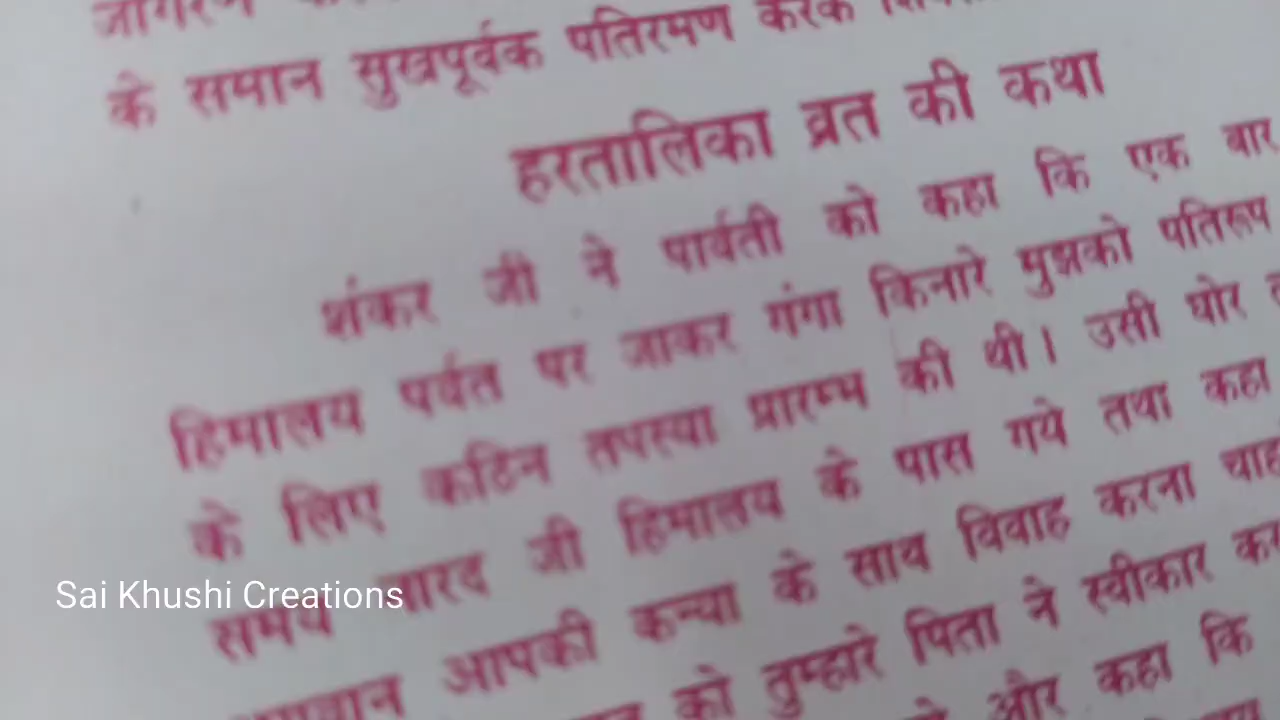 के समान सुखपूर्वक पतिरमण करके
हरतालिका व्रत की कथा
शंकर जी ने पार्वती को कहा कि एक बार
हिमालय पर्वत पर जाकर गंगा किनारे मुझको पतिरूप
के लिए कठिन तपस्या प्रारम्भ की थी। उसी घोर
समय नारद जी हिमालय के पास गये तथा कहा
आपकी कन्या के साथ विवाह करना
को तुम्हारे पिता ने स्वीकार
और कहा कि
Sai Khushi Creations